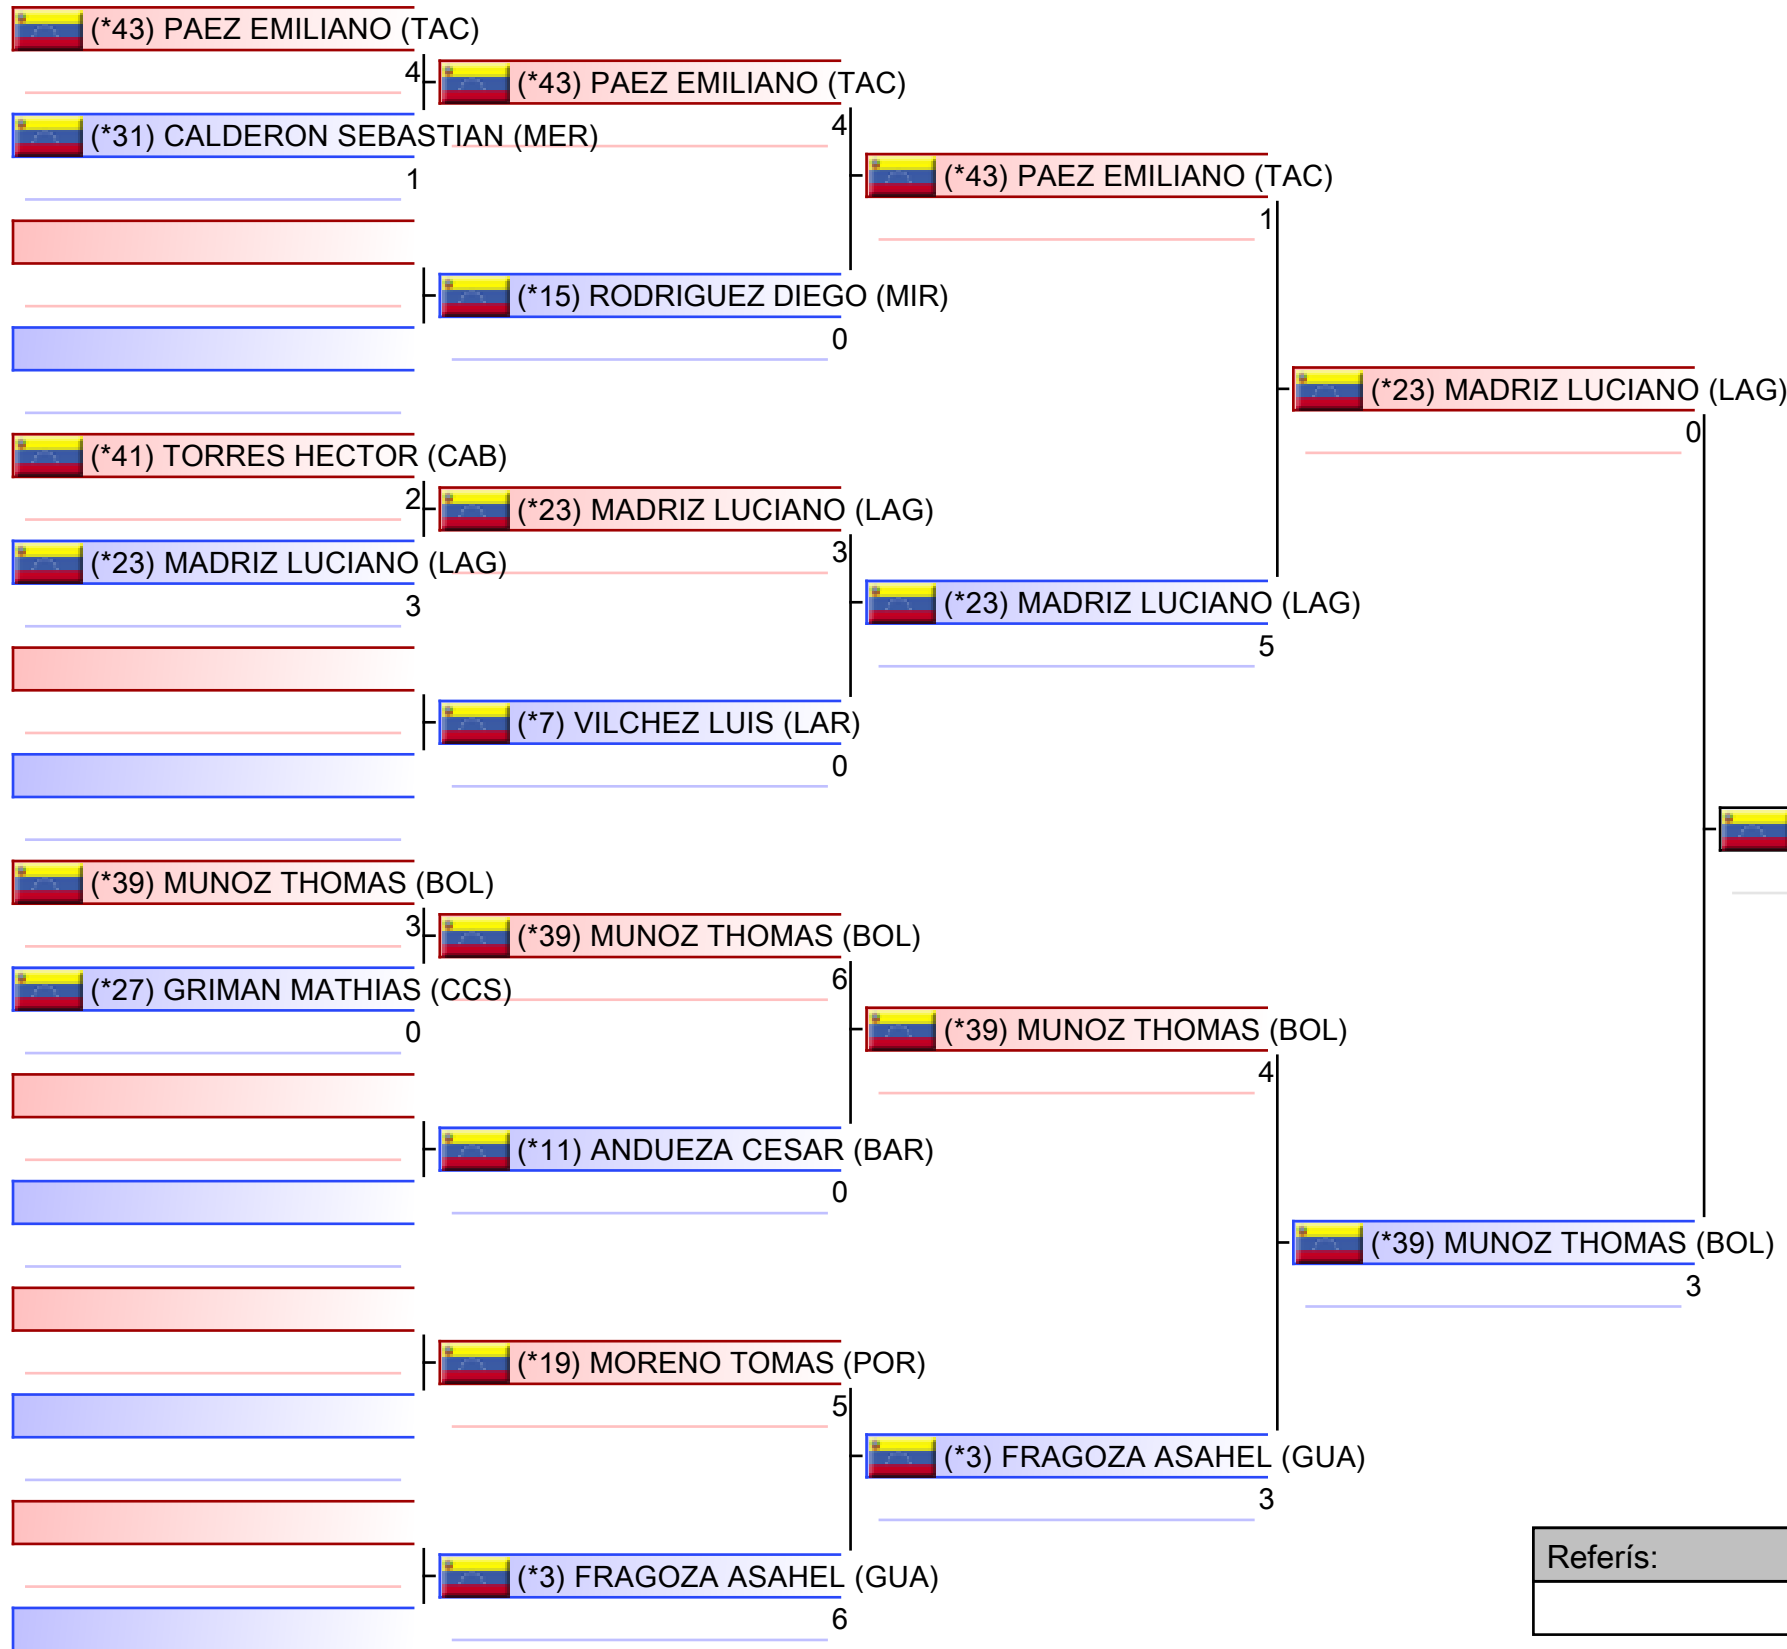 (*43) PAEZ EMILIANO (TAC)
4
(*31) CALDERON SEBASTIAN (MER)
1
(*41) TORRES HECTOR (CAB)
2
(*23) MADRIZ LUCIANO (LAG)
3
(*39) MUNOZ THOMAS (BOL)
3
(*27) GRIMAN MATHIAS (CCS)
0
(*43) PAEZ EMILIANO (TAC)
4
(*15) RODRIGUEZ DIEGO (MIR)
0
(*23) MADRIZ LUCIANO (LAG)
3
(*7) VILCHEZ LUIS (LAR)
0
(*39) MUNOZ THOMAS (BOL)
6
(*11) ANDUEZA CESAR (BAR)
0
(*19) MORENO TOMAS (POR)
5
(*3) FRAGOZA ASAHEL (GUA)
6
(*43) PAEZ EMILIANO (TAC)
1
(*23) MADRIZ LUCIANO (LAG)
5
(*39) MUNOZ THOMAS (BOL)
4
(*3) FRAGOZA ASAHEL (GUA)
3
(*23) MADRIZ LUCIANO (LAG)
0
(*39) MUNOZ THOMAS (BOL)
3
Referís: